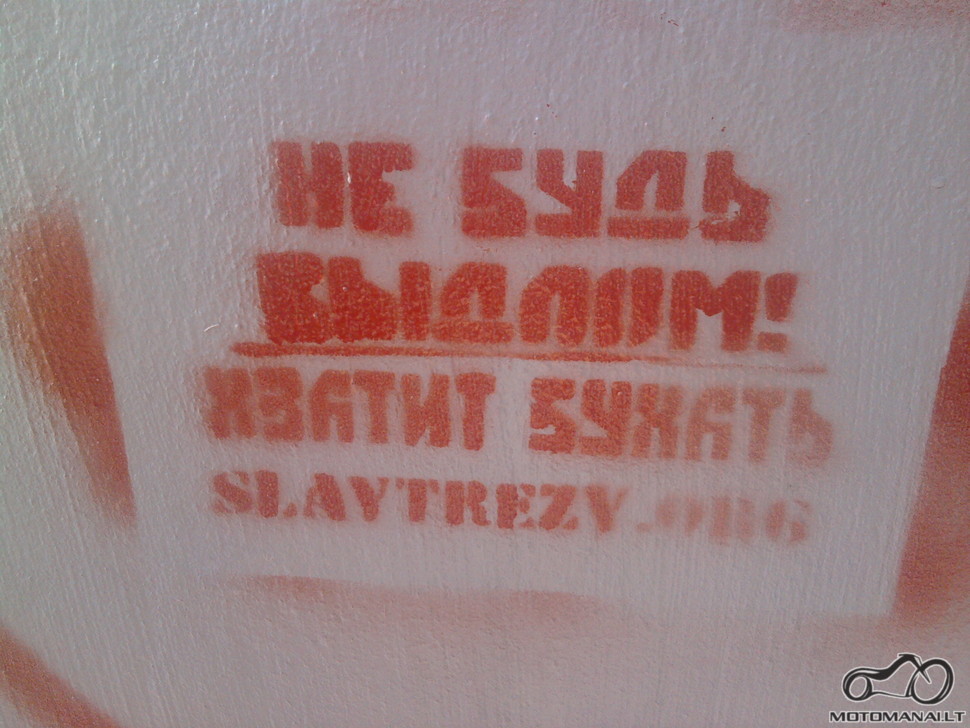 НЕ БУДЬ
БЫДЛОМ!
ХВАТИТ БУХАТЬ
SLAVTREZV.ORG
MOTOMANAI.LT